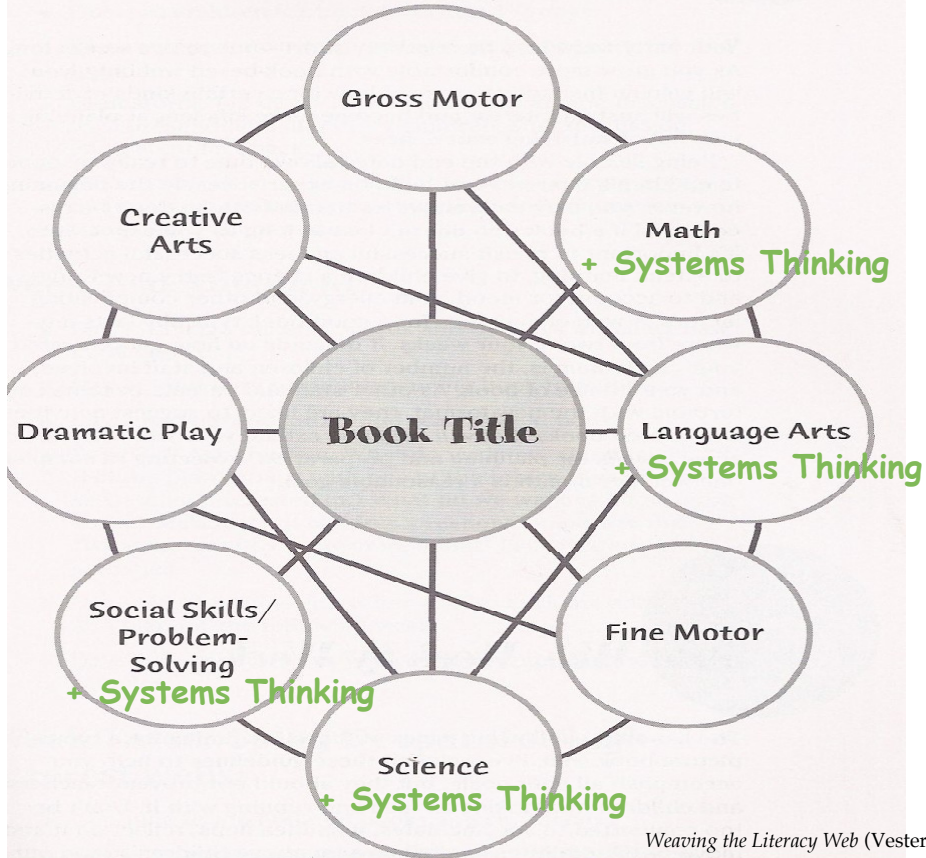 Gross Motor
Creative
Arts
Math
+ Systems Thinking
Dramatic Play
Book Title
Language Arts
+ Systems Thinking
Social Skills/
Problem-
Solving
+ Systems Thinking
Fine Motor
Science
+ Systems Thinking
Weaving the Literacy Web (Vester